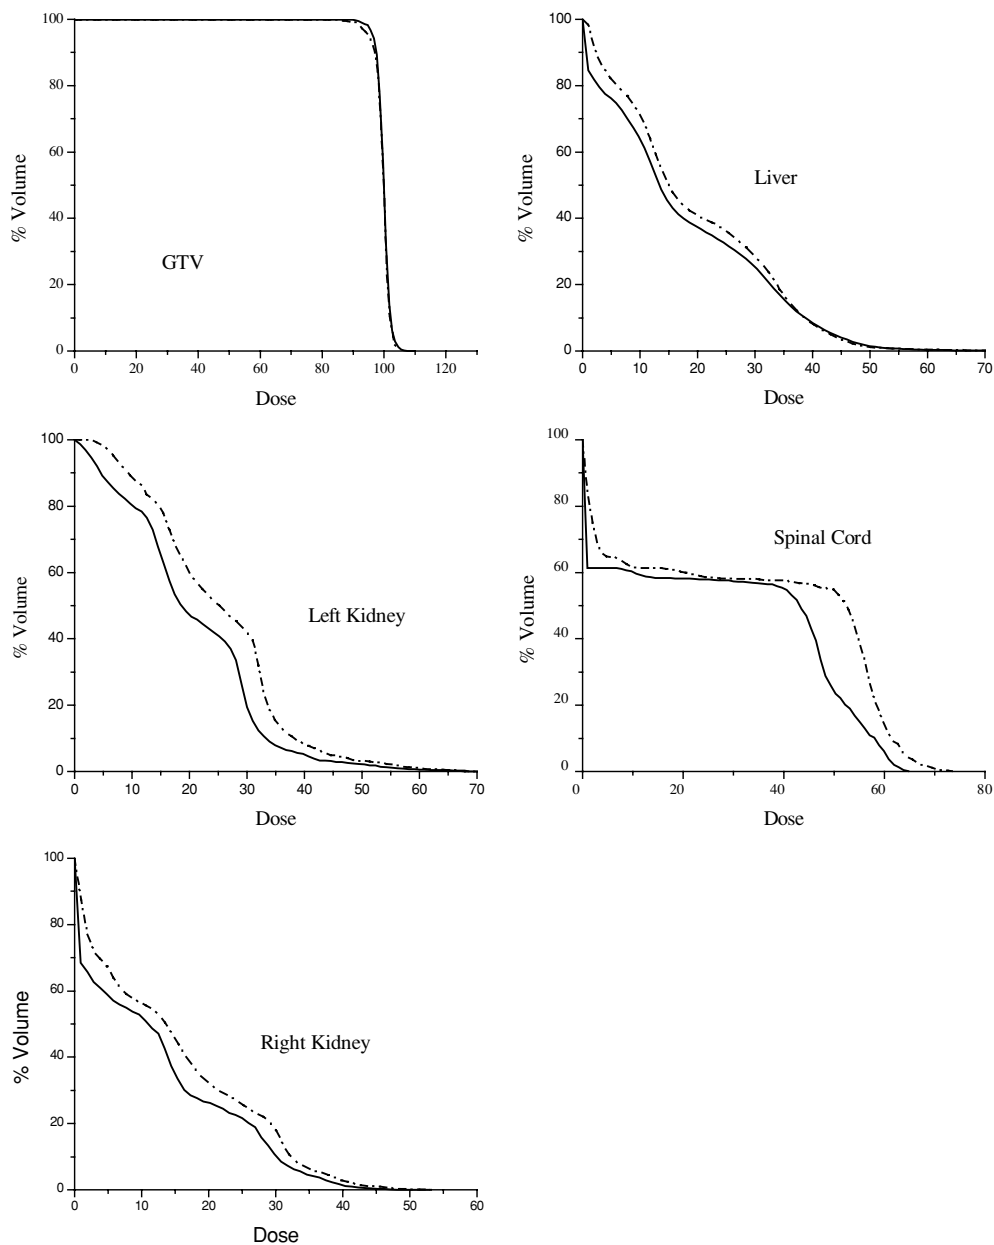 100
80
60
40
20
0
% Volume
GTV
0 20 40 60 80 100 120
Dose
100
80
60
40
20
0
% Volume
Liver
0 10 20 30 40 50 60 70
Dose
100
80
60
40
20
0
% Volume
Left Kidney
0 10 20 30 40 50 60 70
Dose
100
80
60
40
20
0
% Volume
Spinal Cord
0 20 40 60 80
Dose
100
80
60
40
20
0
% Volume
Right Kidney
0 10 20 30 40 50 60
Dose